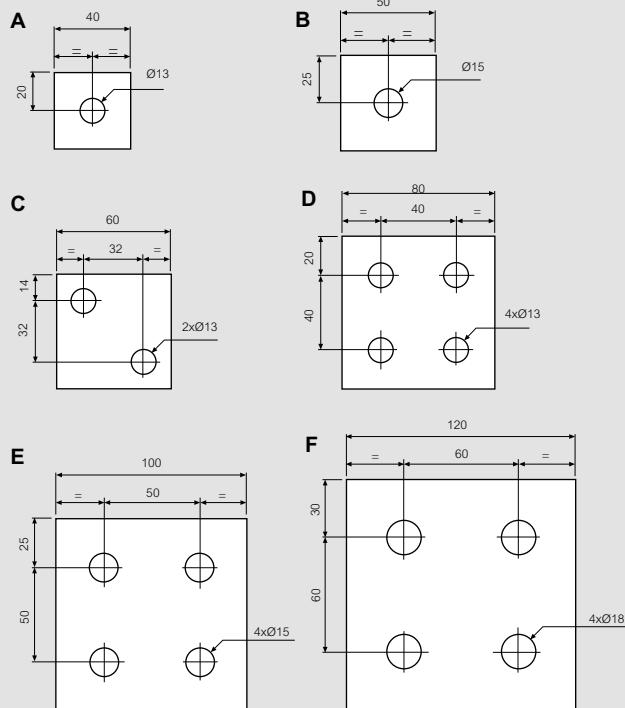 A
40
= =
20
Ø13
B
50
= =
25
Ø15
C
60
= 32 =
14
32
2xØ13
D
80
= 40 =
20
40
4xØ13
E
100
= 50 =
25
50
4xØ15
F
120
= 60 =
30
60
4xØ18